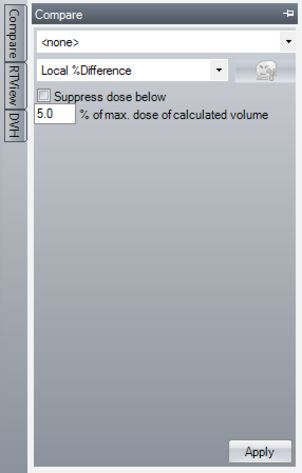 Compare
<none>
Local %Difference
Suppress dose below
5.0 % of max. dose of calculated volume
Apply
Compare
RTView
DVH